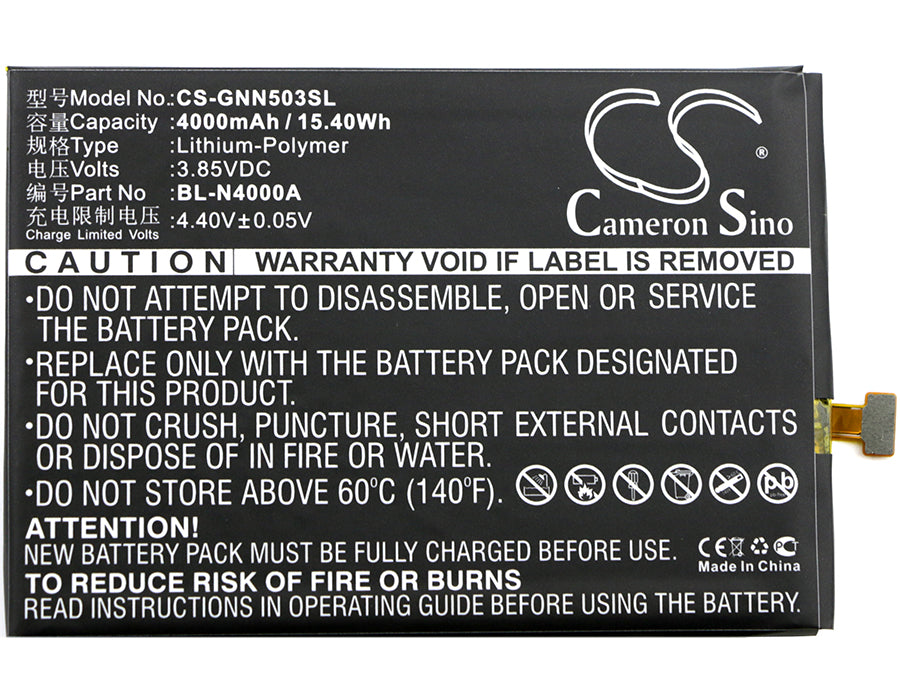 型号Model No.:CS-GNN503SL
容量Capacity :4000mAh / 15.40Wh
规格Type :Lithium-Polymer
电压Volts :3.85VDC
编号Part No :BL-N4000A
充电限制电压
Charge Limited Volts :4.40V±0.05V
CS ®
Cameron Sino
CAUTION WARRANTY VOID IF LABEL IS REMOVED
•DO NOT ATTEMPT TO DISASSEMBLE, OPEN OR SERVICE
THE BATTERY PACK.
•REPLACE ONLY WITH THE BATTERY PACK DESIGNATED
FOR THIS PRODUCT.
•DO NOT CRUSH, PUNCTURE, SHORT EXTERNAL CONTACTS
OR DISPOSE OF IN FIRE OR WATER.
•DO NOT STORE ABOVE 60°C (140°F).
Pb
ATTENTION!
NEW BATTERY PACK MUST BE FULLY CHARGED BEFORE USE.
CE PCT
Made In China
TO REDUCE RISK OF FIRE OR BURNS
READ INSTRUCTIONS IN OPERATING GUIDE BEFORE USING BATTERY PACK